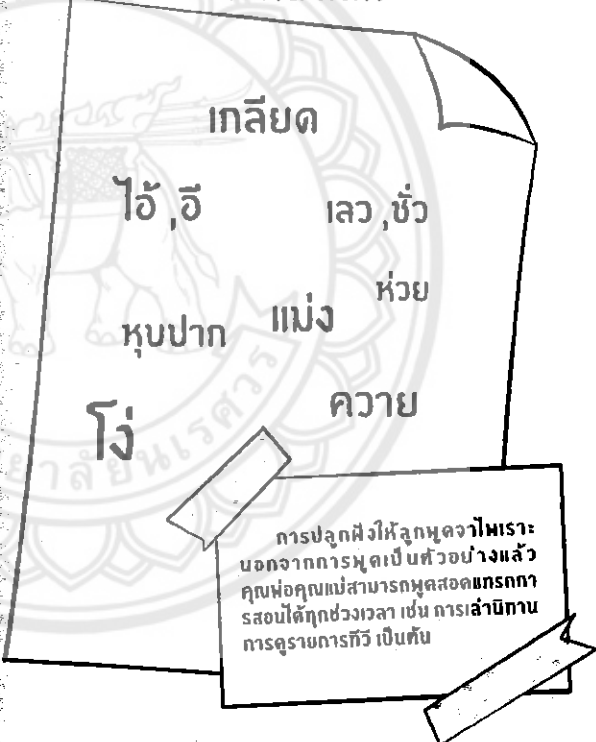 เกลียด
ไอ้ ,อี
เลว ,ชั่ว
ห่วย
แม่ง
หุบปาก
ควาย
โง่
การปลูกฝังให้ลูกพูดจาไพเราะ
นอกจากการพูดเป็นตัวอย่างแล้ว
คุณพ่อคุณแม่สามารถพูดสอดแทรกกา
รสอนได้ทุกช่วงเวลา เช่น การเล่านิทาน
การดูรายการทีวี เป็นต้น